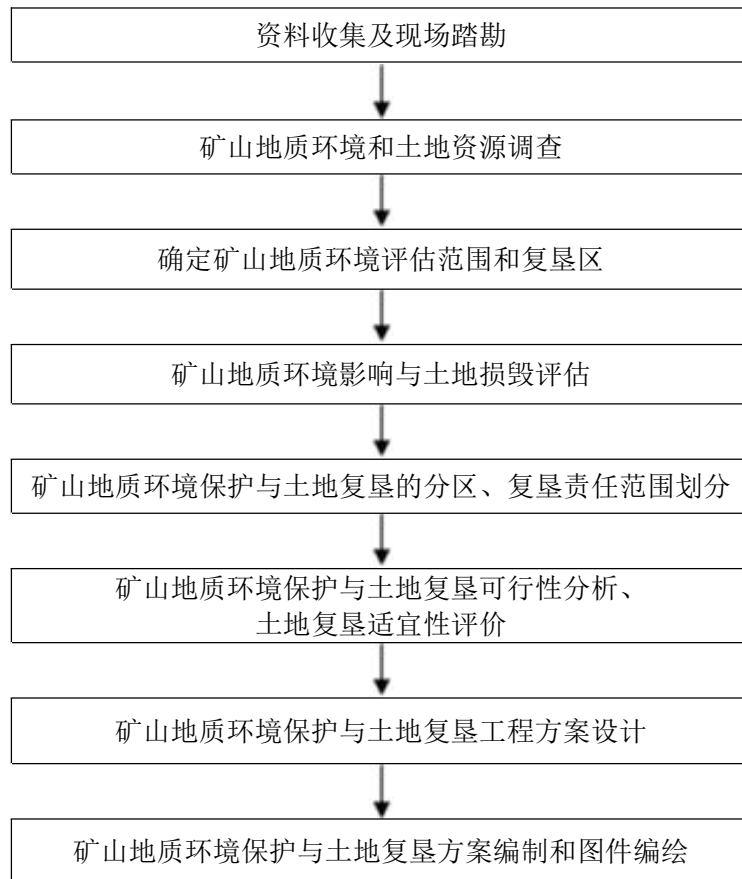 资料收集及现场踏勘
矿山地质环境和土地资源调查
确定矿山地质环境评估范围和复垦区
矿山地质环境影响与土地损毁评估
矿山地质环境保护与土地复垦的分区、复垦责任范围划分
矿山地质环境保护与土地复垦可行性分析、
土地复垦适宜性评价
矿山地质环境保护与土地复垦工程方案设计
矿山地质环境保护与土地复垦方案编制和图件编绘